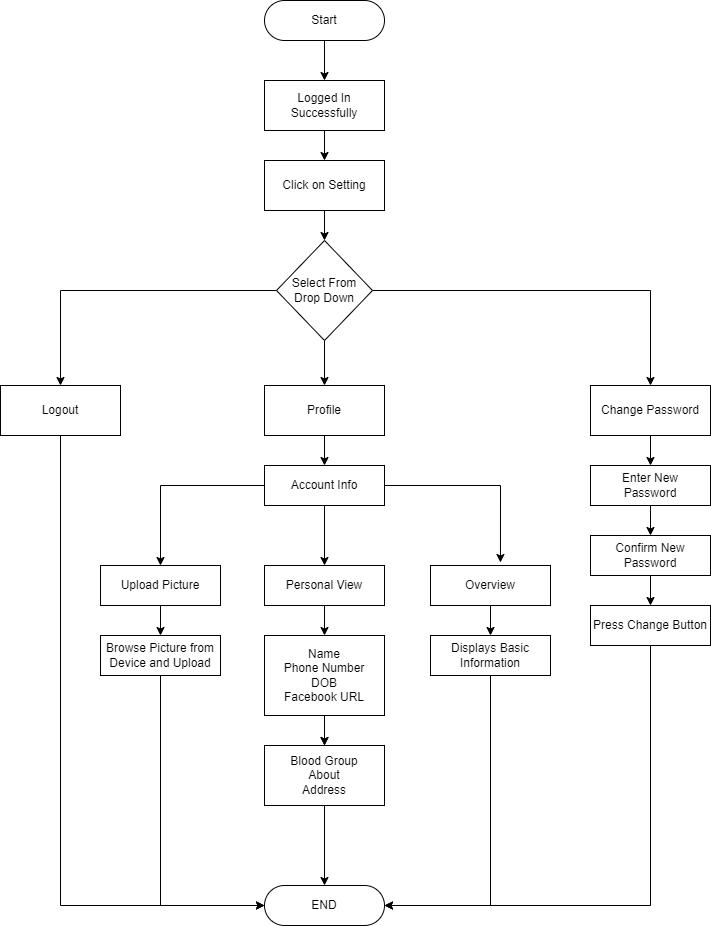 Start
Logged In
Successfully
Click on Setting
Select From
Drop Down
Logout
Profile
Change Password
Account Info
Enter New
Password
Confirm New
Password
Upload Picture
Personal View
Overview
Press Change Button
Browse Picture from
Device and Upload
Name
Phone Number
DOB
Facebook URL
Displays Basic
Information
Blood Group
About
Address
END